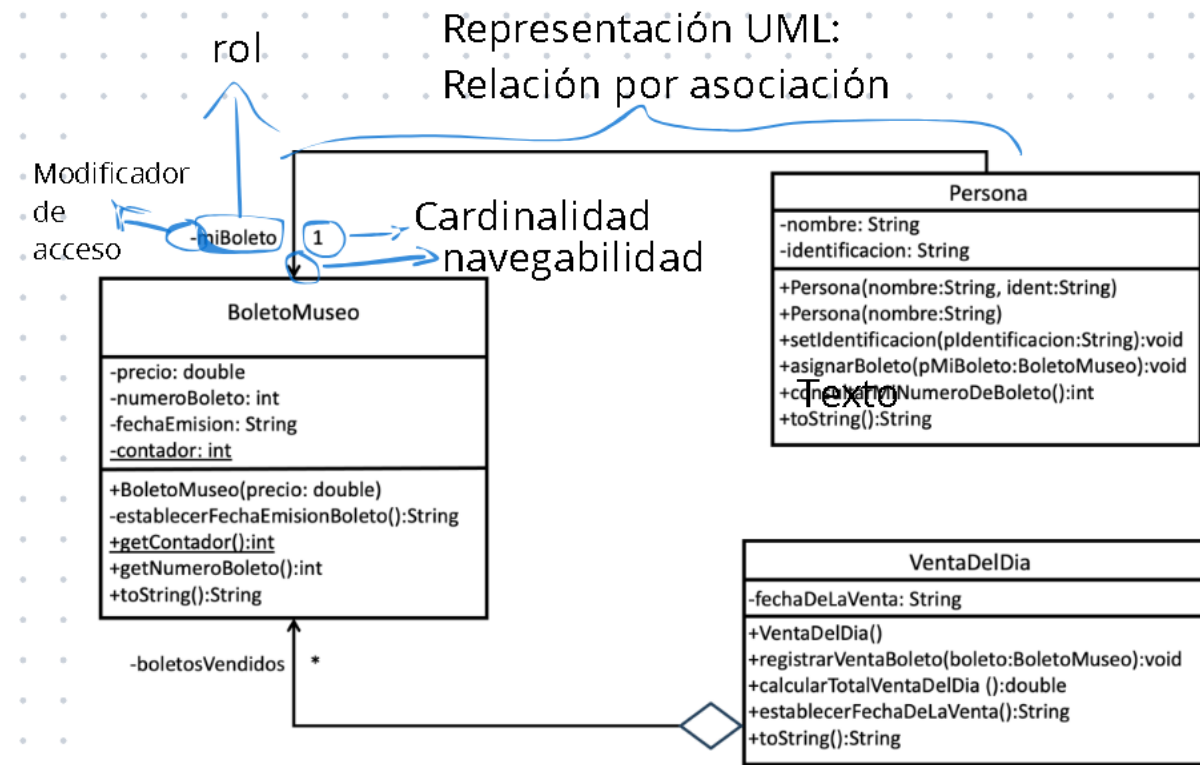 rol
Representación UML:
Relación por asociación
Modificador
de
acceso
-miBoleto
1
Cardinalidad
navegabilidad
BoletoMuseo
-precio: double
-numeroBoleto: int
-fechaEmision: String
-contador: int
+BoletoMuseo(precio: double)
-establecerFechaEmisionBoleto():String
+getContador():int
+getNumeroBoleto():int
+toString():String
Persona
-nombre: String
-identificacion: String
+Persona(nombre:String, ident:String)
+Persona(nombre:String)
+setIdentificacion(pIdentificacion:String):void
+asignarBoleto(pMiBoleto:BoletoMuseo):void
+consultarMiNumeroDeBoleto():int
Texto
+toString():String
-boletosVendidos
*
VentaDelDia
-fechaDeLaVenta: String
+VentaDelDia()
+registrarVentaBoleto(boleto:BoletoMuseo):void
+calcularTotalVentaDelDia ():double
+establecerFechaDeLaVenta():String
+toString():String